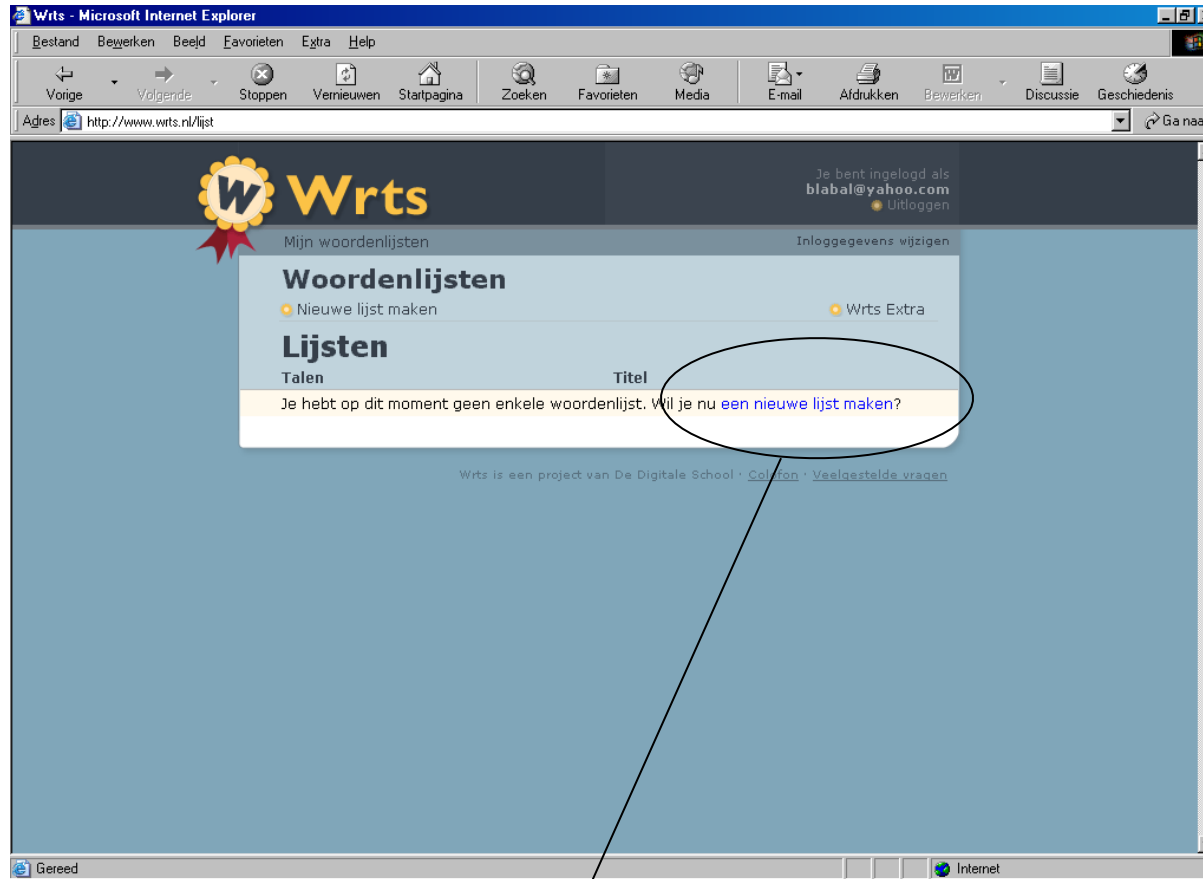 Wrts - Microsoft Internet Explorer
Bestand Bewerken Beeld Favorieten Extra Help
Vorige Volgende Stoppen Vernieuwen Startpagina Zoeken Favorieten Media E-mail Afdrukken Bewerken Discussie Geschiedenis
Adres http://www.wrts.nl/lijst Ga naa
W Wrts
Je bent ingelogd als
blabal@yahoo.com
Uitloggen
Mijn woordenlijsten Inloggegevens wijzigen
Woordenlijsten
Nieuwe lijst maken Wrts Extra
Lijsten
Talen Titel
Je hebt op dit moment geen enkele woordenlijst. Wil je nu een nieuwe lijst maken?
Wrts is een project van De Digitale School · Colofon · Veelgestelde vragen
Gereed Internet